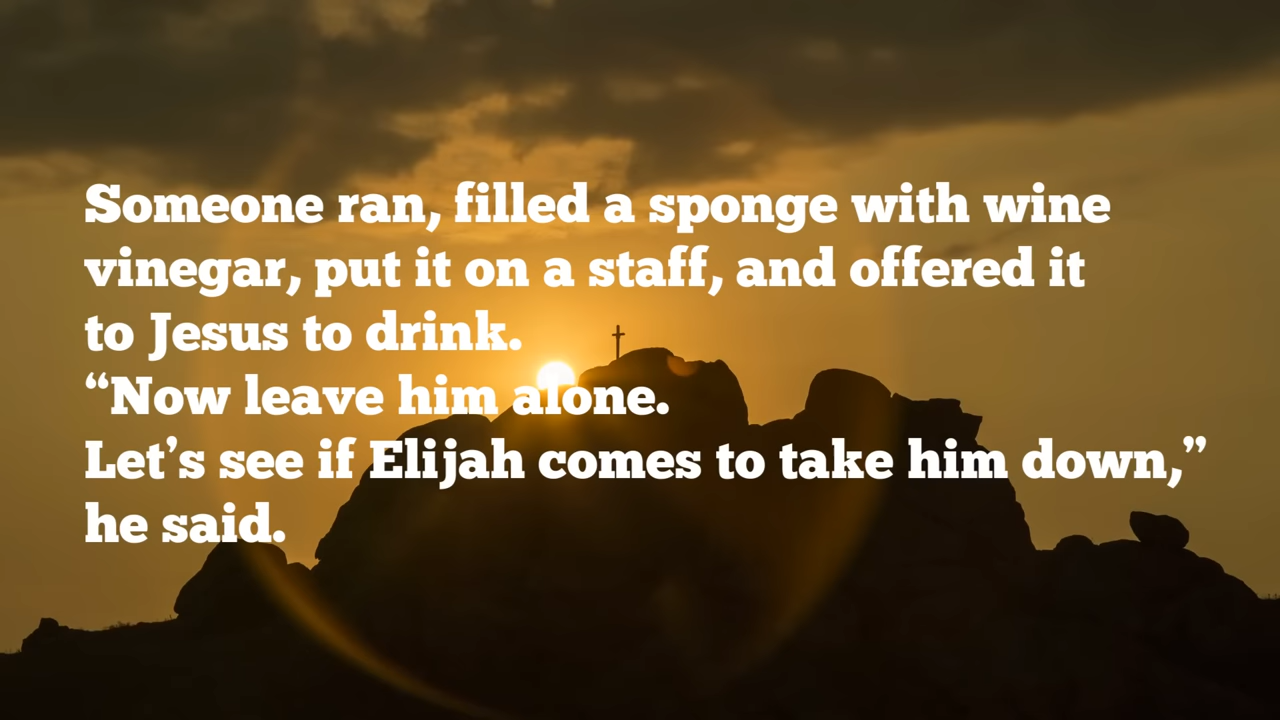 Someone ran, filled a sponge with wine
vinegar, put it on a staff, and offered it
to Jesus to drink.
“Now leave him alone.
Let’s see if Elijah comes to take him down,”
he said.